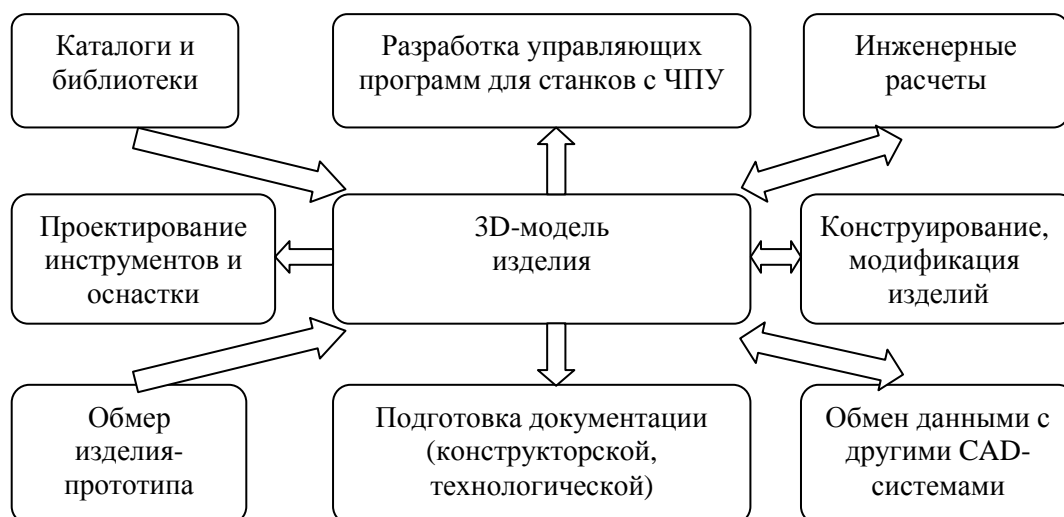 Каталоги и
библиотеки
Разработка управляющих
программ для станков с ЧПУ
Инженерные
расчеты
Проектирование
инструментов и
оснастки
3D-модель
изделия
Конструирование,
модификация
изделий
Обмер
изделия-
прототипа
Подготовка документации
(конструкторской,
технологической)
Обмен данными с
другими CAD-
системами